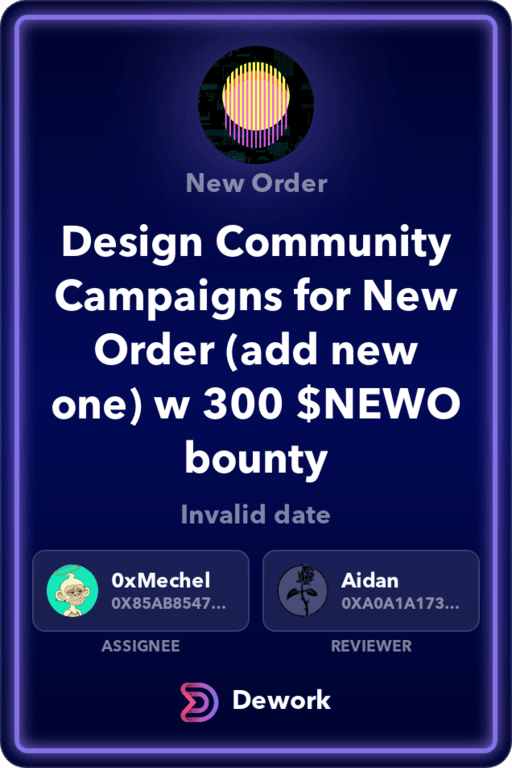 New Order
Design Community
Campaigns for New
Order (add new
one) w 300 $NEWO
bounty
Invalid date
0xMechel
0X85AB8547...
ASSIGNEE
Aidan
0XA0A1A173...
REVIEWER
Dework